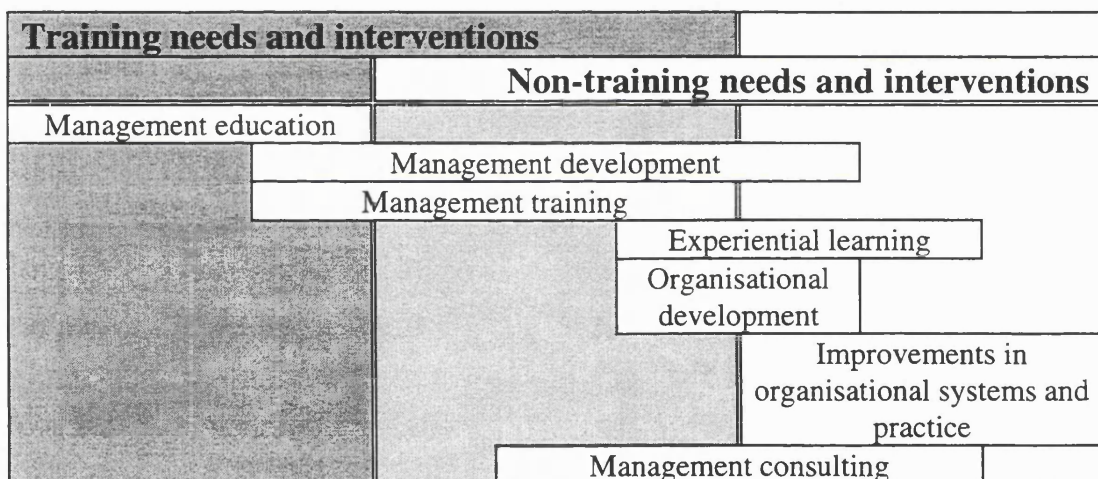 Training needs and interventions
Non-training needs and interventions
Management education
Management development
Management training
Experiential learning
Organisational
development
Improvements in
organisational systems and
practice
Management consulting